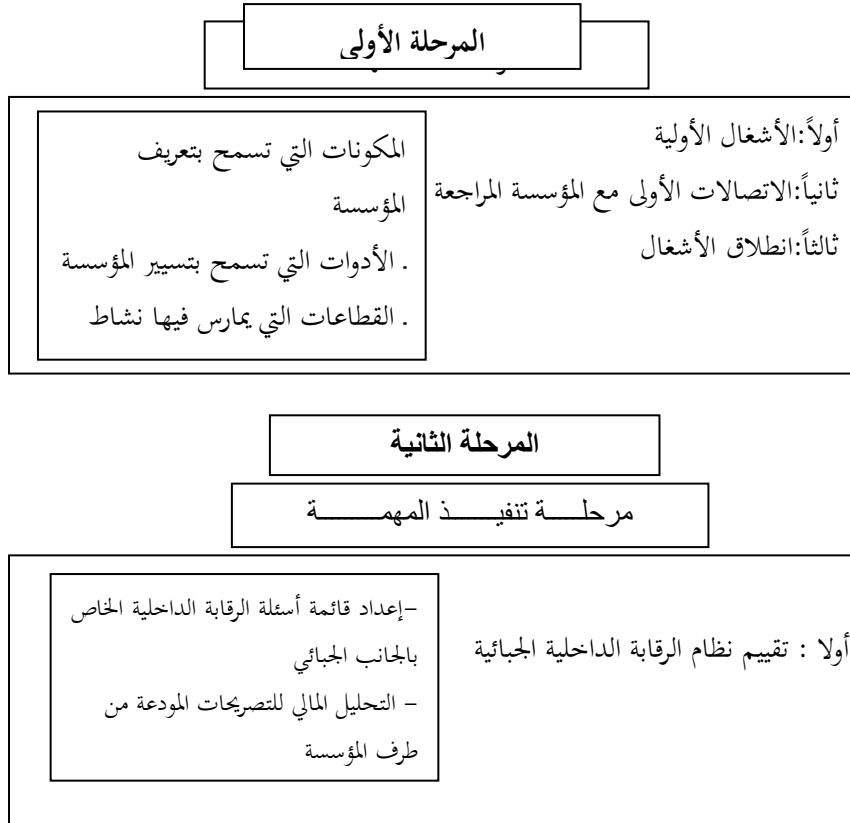 المرحلة الأولى
أولاً:الأشغال الأولية
ثانياً:الاتصالات الأولى مع المؤسسة المراجعة
ثالثاً:انطلاق الأشغال
المكونات التي تسمح بتعريف
المؤسسة
. الأدوات التي تسمح بتسيير المؤسسة
. القطاعات التي يمارس فيها نشاط
المرحلة الثانية
مرحلـــــة تنفيـــــــذ المهمــــــــــة
أولا : تقييم نظام الرقابة الداخلية الجبائية
–إعداد قائمة أسئلة الرقابة الداخلية الخاص
بالجانب الجبائي
– التحليل المالي للتصريحات المودعة من
طرف المؤسسة